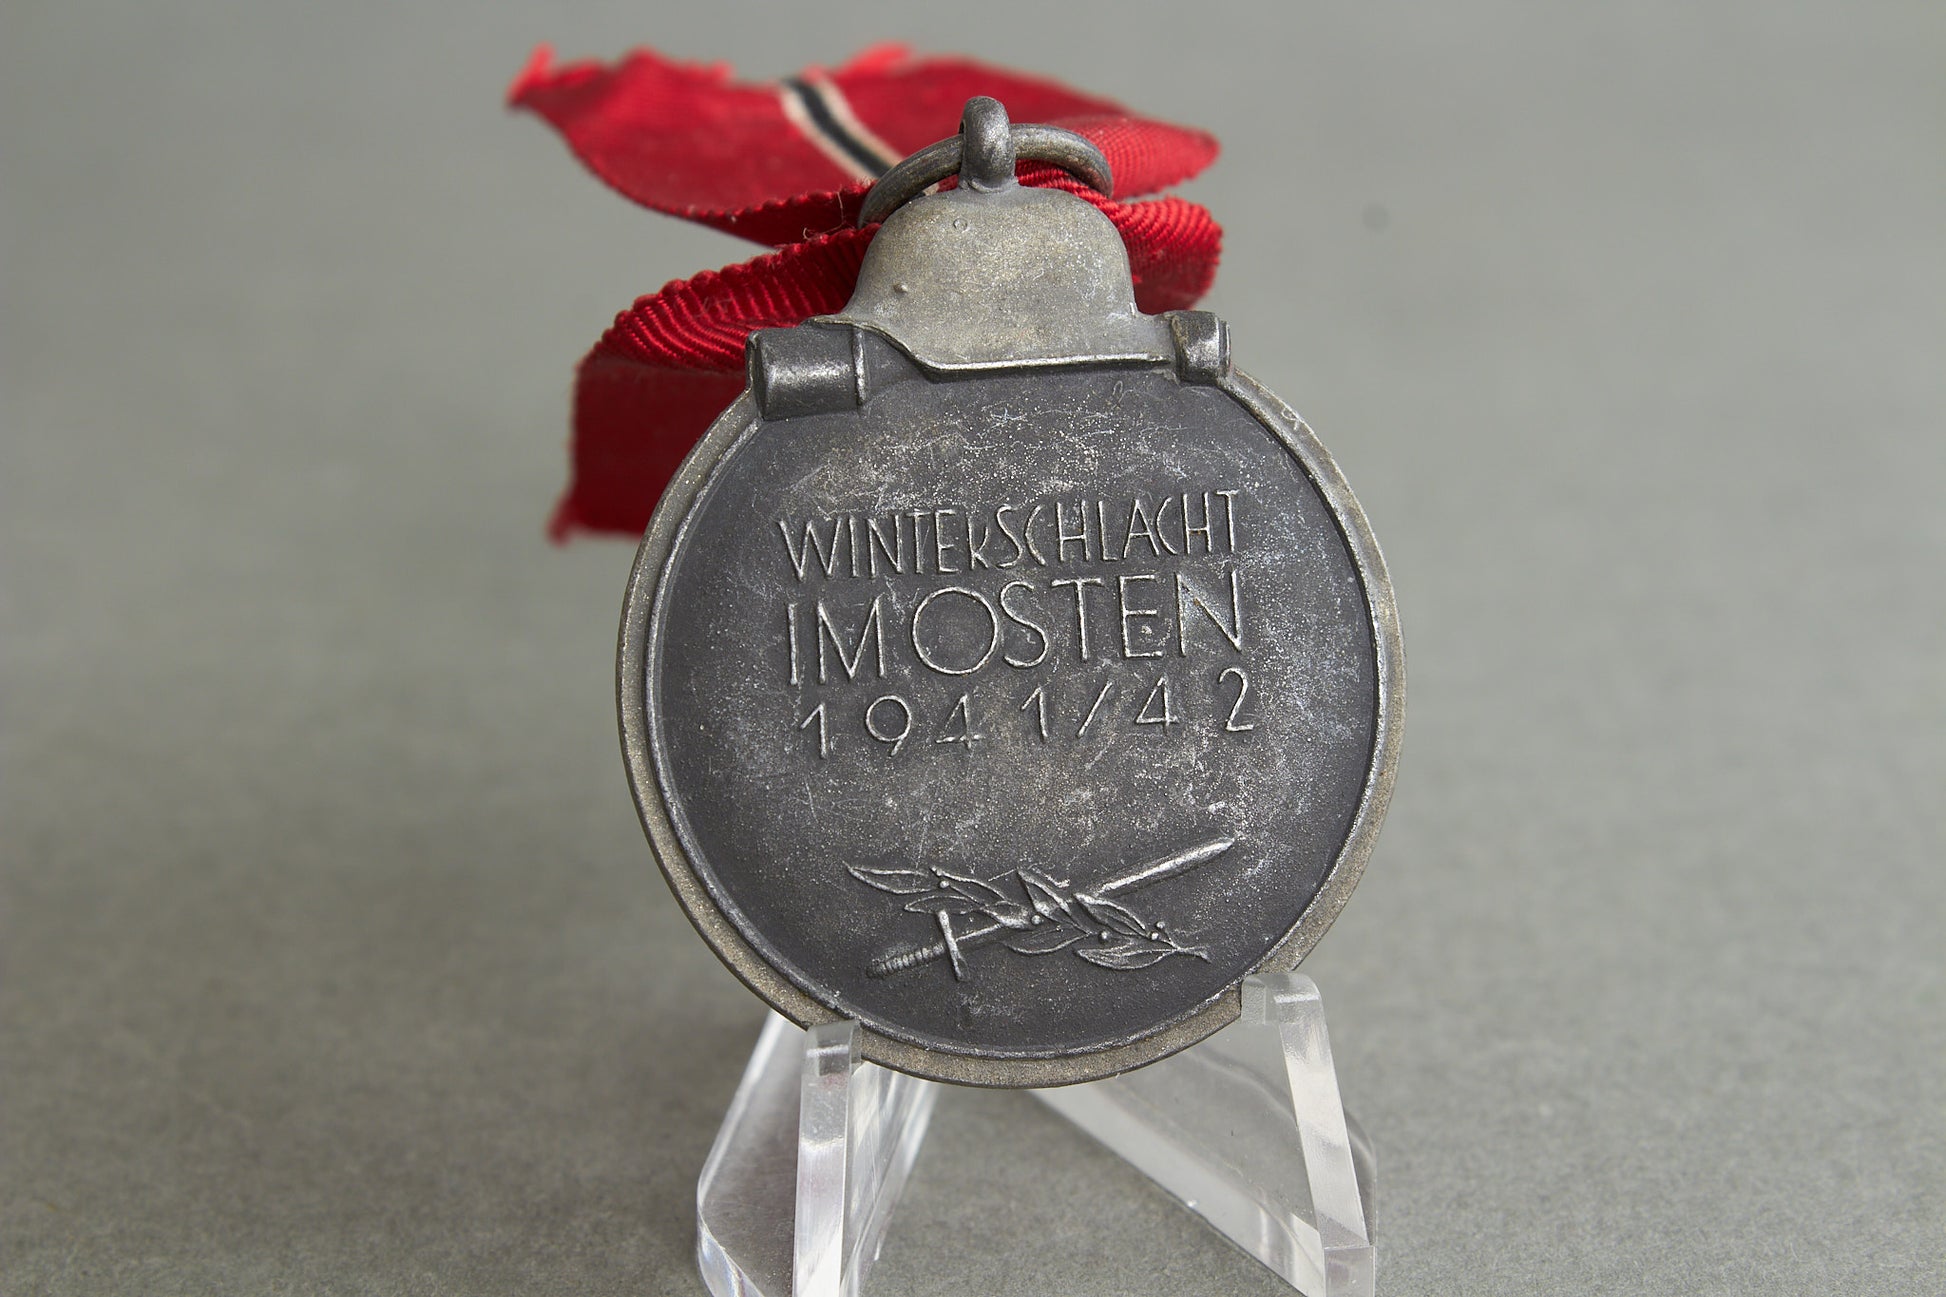 WINTERSCHLACHT
IM OSTEN
1941/42